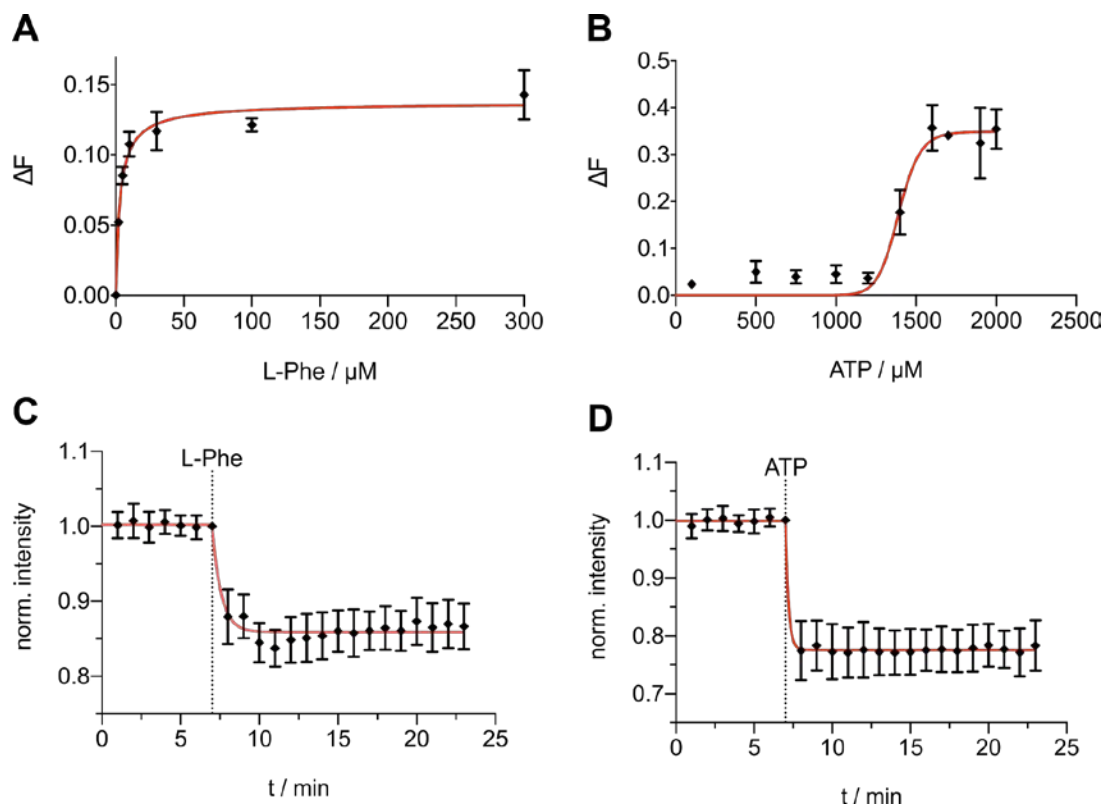 A
B
0.15
0.10
0.05
0.00
ΔF
0 50 100 150 200 250 300
L-Phe / µM
0.5
0.4
0.3
0.2
0.1
0.0
ΔF
0 500 1000 1500 2000 2500
ATP / µM
C
D
1.1
1.0
0.9
0.8
norm. intensity
L-Phe
0 5 10 15 20 25
t / min
1.1
1.0
0.9
0.8
0.7
norm. intensity
ATP
0 5 10 15 20 25
t / min